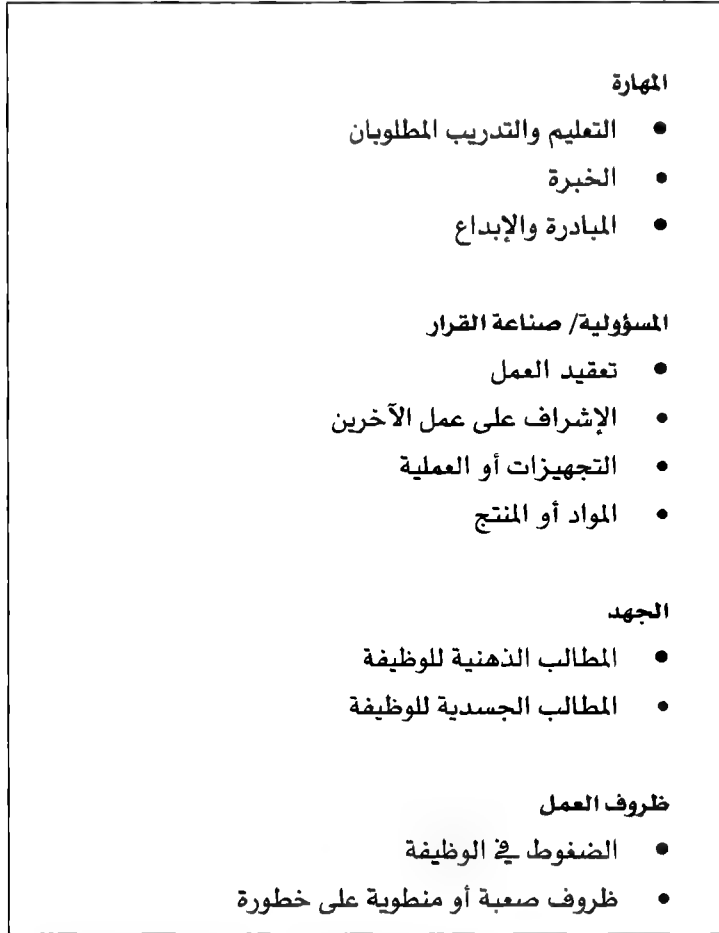 المهارة
• التعليم والتدريب المطلوبان
• الخبرة
• المبادرة والإبداع
المسؤولية/ صناعة القرار
• تعقيد العمل
• الإشراف على عمل الآخرين
• التجهيزات أو العملية
• المواد أو المنتج
الجهد
• المطالب الذهنية للوظيفة
• المطالب الجسدية للوظيفة
ظروف العمل
• الضغوط في الوظيفة
• ظروف صعبة أو منطوية على خطورة